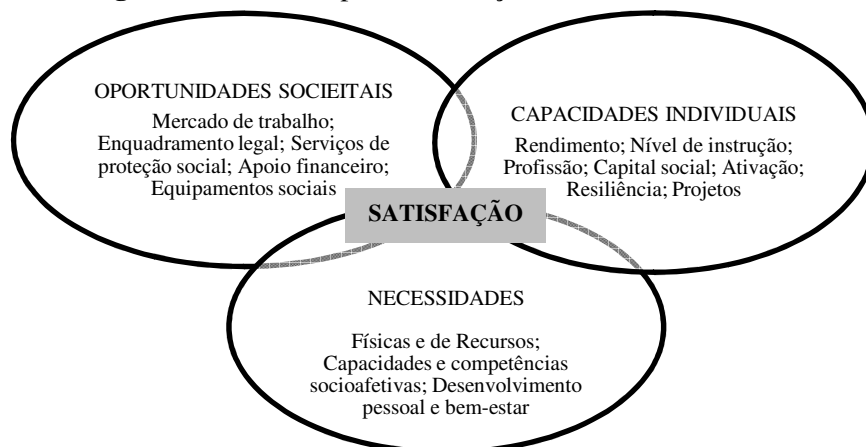 OPORTUNIDADES SOCIEITAIS
Mercado de trabalho;
Enquadramento legal; Serviços de
proteção social; Apoio financeiro;
Equipamentos sociais
CAPACIDADES INDIVIDUAIS
Rendimento; Nível de instrução;
Profissão; Capital social; Ativação;
Resiliência; Projetos
SATISFAÇÃO
NECESSIDADES
Físicas e de Recursos;
Capacidades e competências
socioafetivas; Desenvolvimento
pessoal e bem-estar